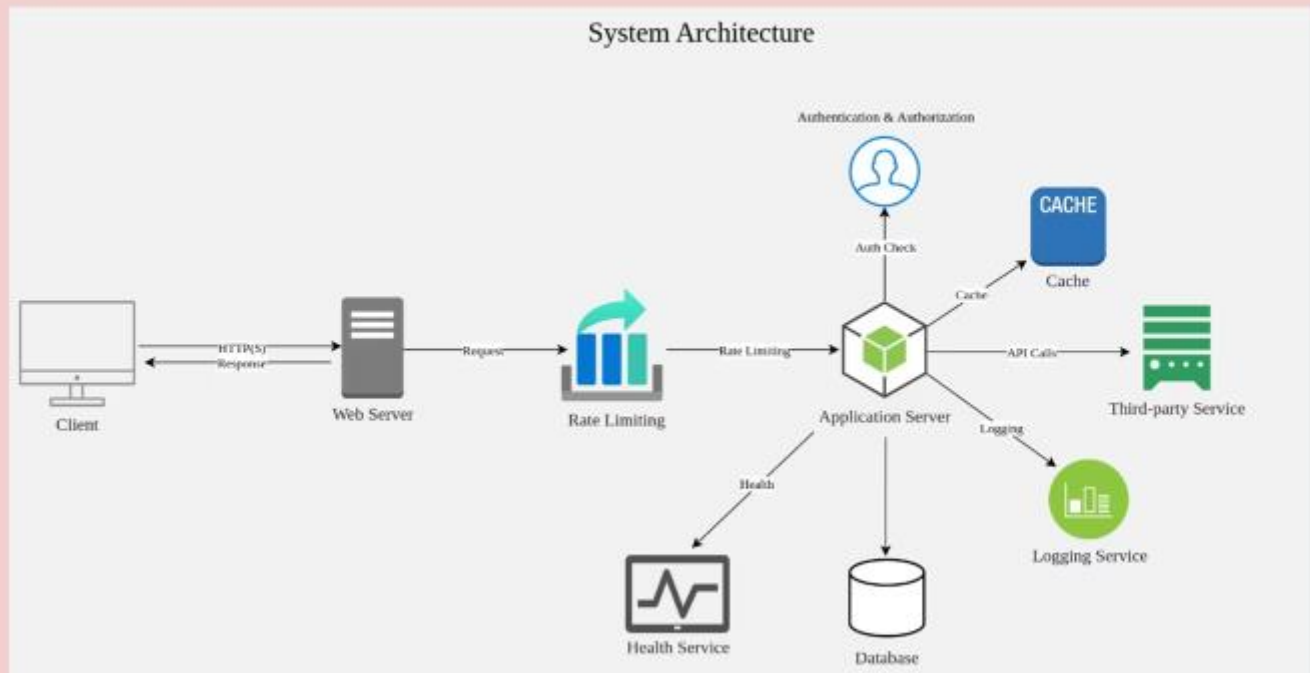 System Architecture
Authentication & Authorization
CACHE
Auth Check
Cache
Cache
HTTP(S)
Response
Request
Rate Limiting
API Calls
Client
Web Server
Rate Limiting
Application Server
Third-party Service
Logging
Health
Logging Service
Health Service
Database